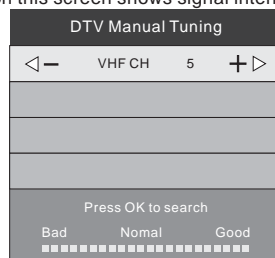 n this screen shows signal inten
DTV Manual Tuning
VHF CH 5
Press OK to search
Bad Nomal Good